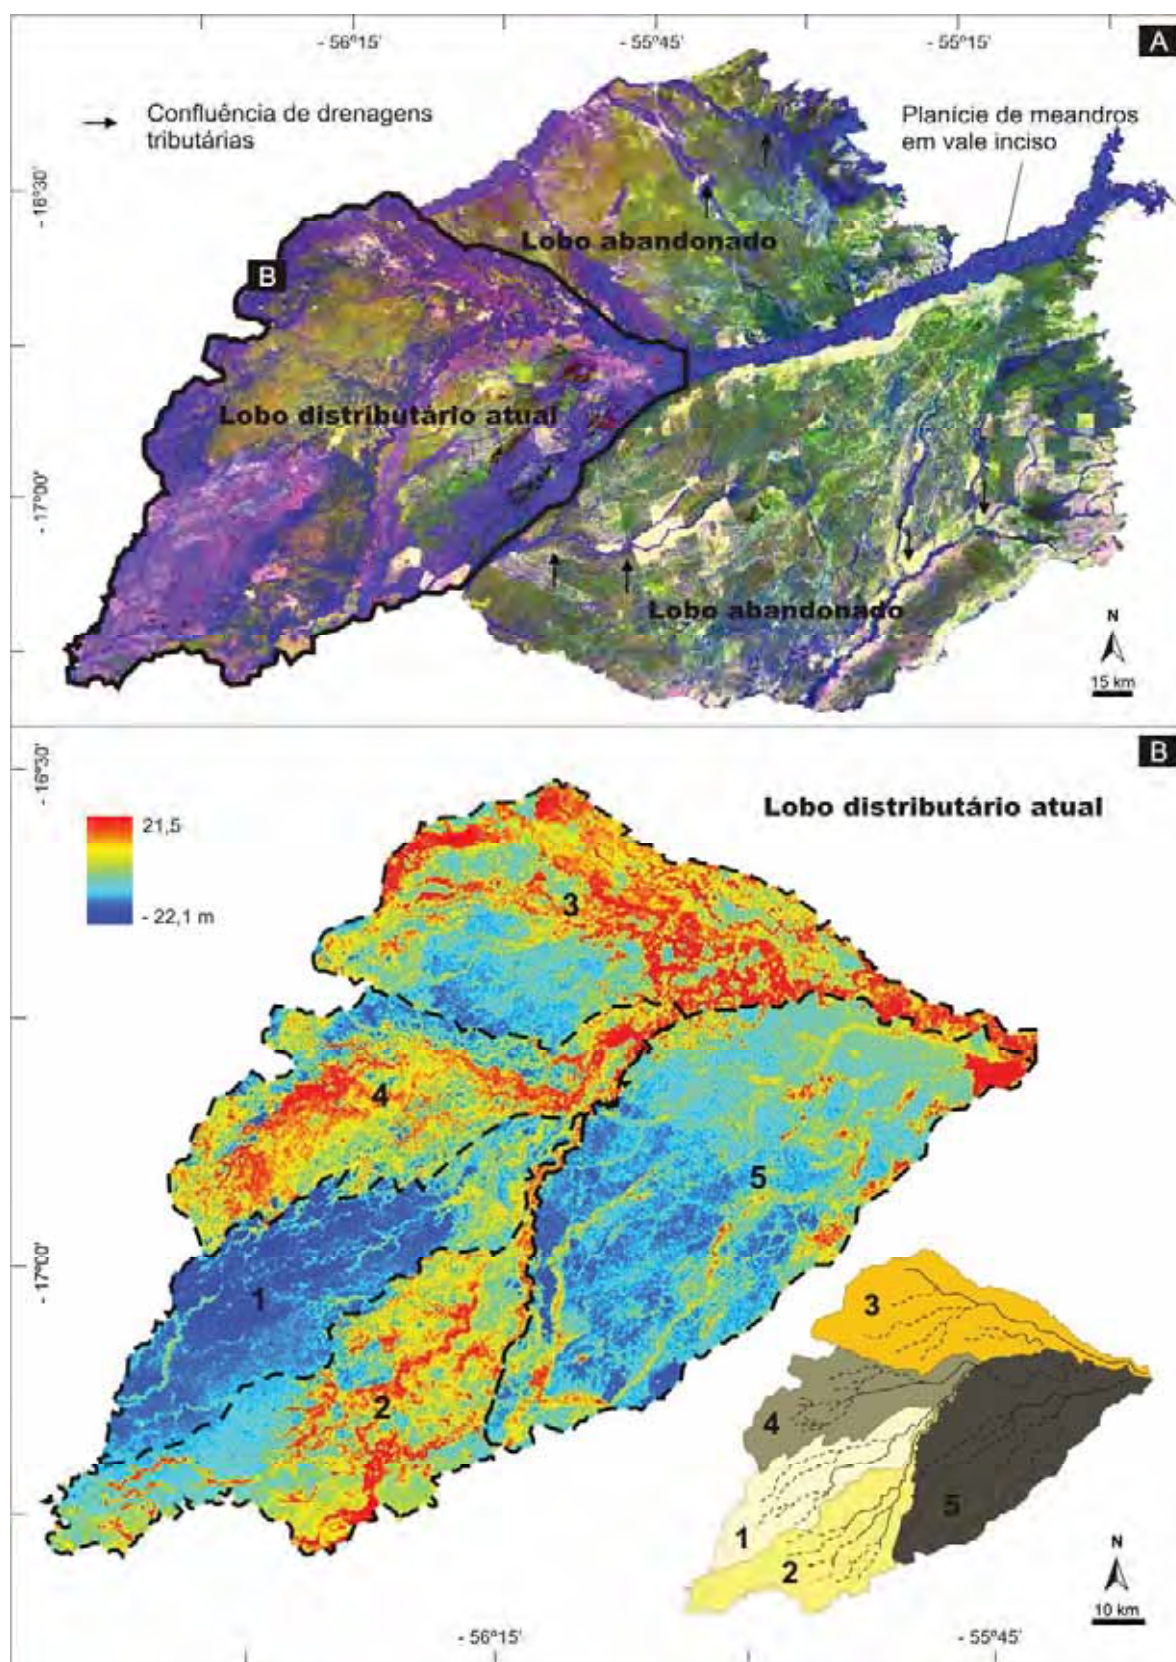 - 56º15'
- 55º45'
- 55º15'
A
Confluência de drenagens
tributárias
Planície de meandros
em vale inciso
- 16º30'
Lobo abandonado
B
Lobo distributário atual
- 17º00'
Lobo abandonado
N
15 km
B
- 16º30'
Lobo distributário atual
21,5
- 22,1 m
3
4
5
1
2
- 17º00'
3
4
5
1
2
N
10 km
- 56º15'
- 55º45'